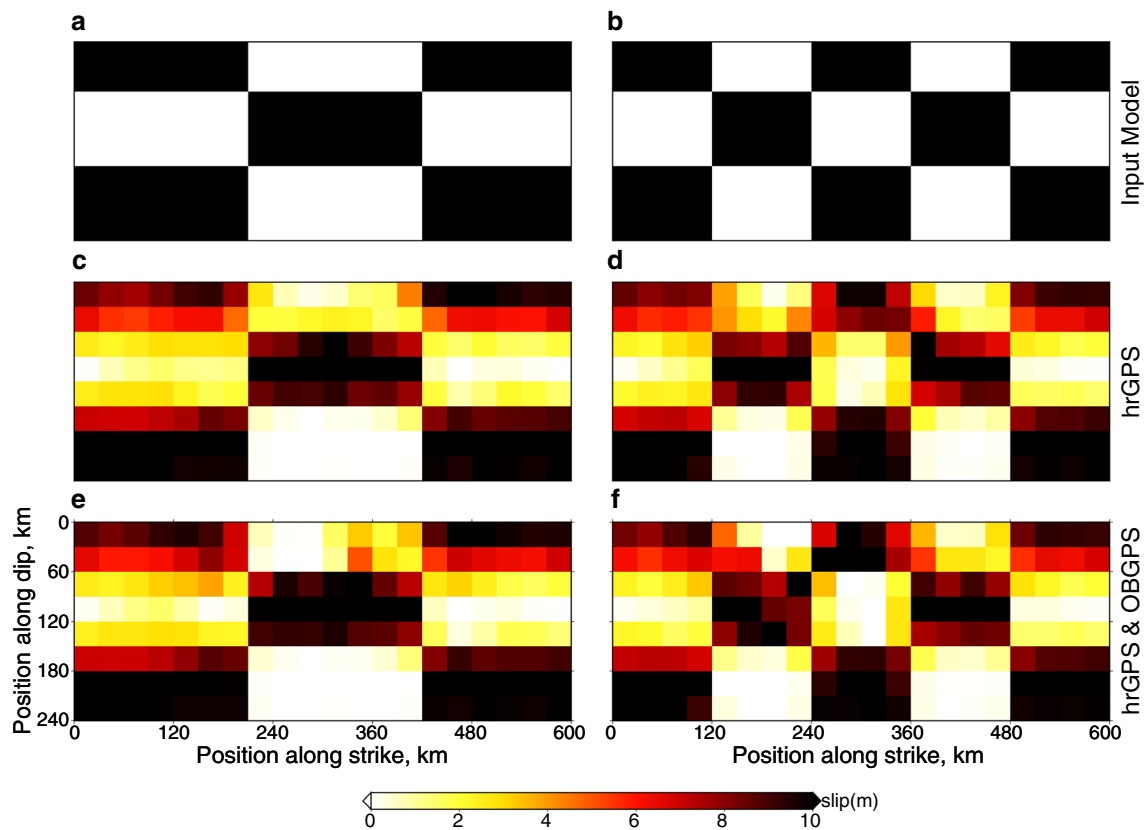 a
b
Input Model
c
d
hrGPS
e
f
0
60
120
180
240
Position along dip, km
hrGPS & OBGPS
0
120
240
360
480
600
Position along strike, km
0
120
240
360
480
600
Position along strike, km
slip(m)
0
2
4
6
8
10